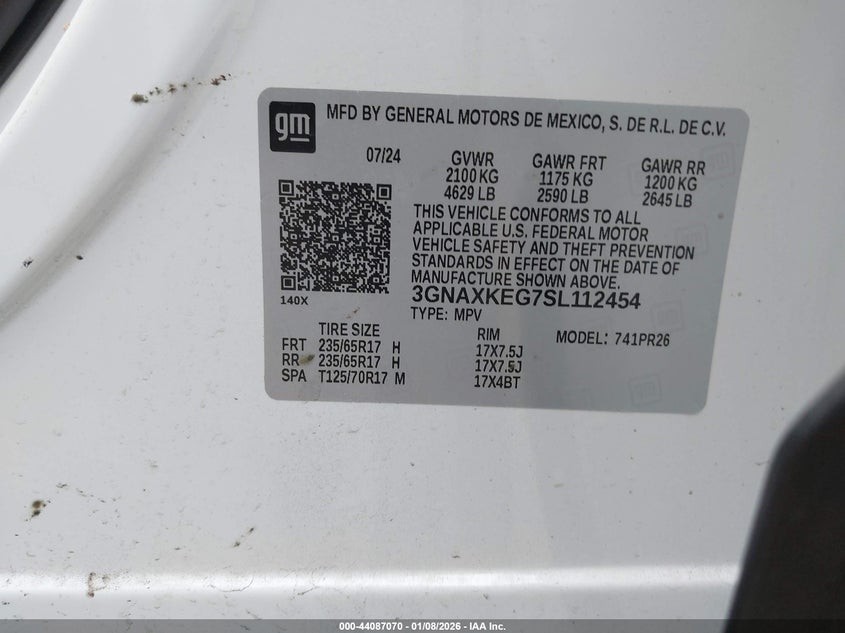 gm
MFD BY GENERAL MOTORS DE MEXICO, S. DE R.L. DE C.V.
07/24 GVWR GAWR FRT GAWR RR
2100 KG 1175 KG 1200 KG
4629 LB 2590 LB 2645 LB
THIS VEHICLE CONFORMS TO ALL
APPLICABLE U.S. FEDERAL MOTOR
VEHICLE SAFETY AND THEFT PREVENTION
STANDARDS IN EFFECT ON THE DATE OF
MANUFACTURE SHOWN ABOVE.
140X
3GNAXKEG7SL112454
TYPE: MPV
TIRE SIZE RIM MODEL: 741PR26
FRT 235/65R17 H 17X7.5J
RR 235/65R17 H 17X7.5J
SPA T125/70R17 M 17X4BT
000-44087070 - 01/08/2026 - IAA Inc.